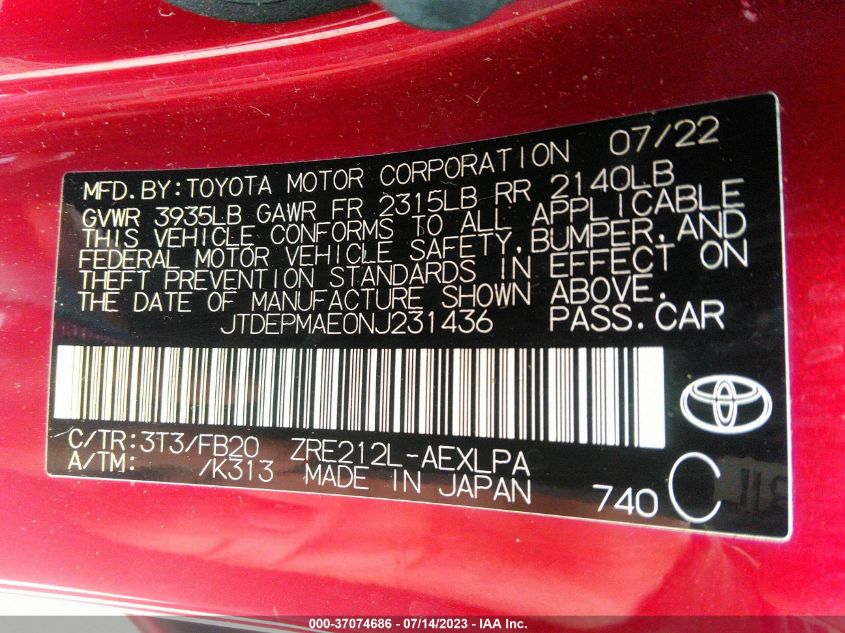 MFD.BY:TOYOTA MOTOR CORPORATION 07/22
GVWR 3935LB GAWR FR 2315LB RR 2140LB
THIS VEHICLE CONFORMS TO ALL APPLICABLE
FEDERAL MOTOR VEHICLE SAFETY,BUMPER,AND
THEFT PREVENTION STANDARDS IN EFFECT ON
THE DATE OF MANUFACTURE SHOWN ABOVE.
JTDEPMAE0NJ231436 PASS.CAR
C/TR:3T3/FB20 ZRE212L-AEXLPA
A/TM: /K313 MADE IN JAPAN 740 C
000-37074686 - 07/14/2023 - IAA Inc.